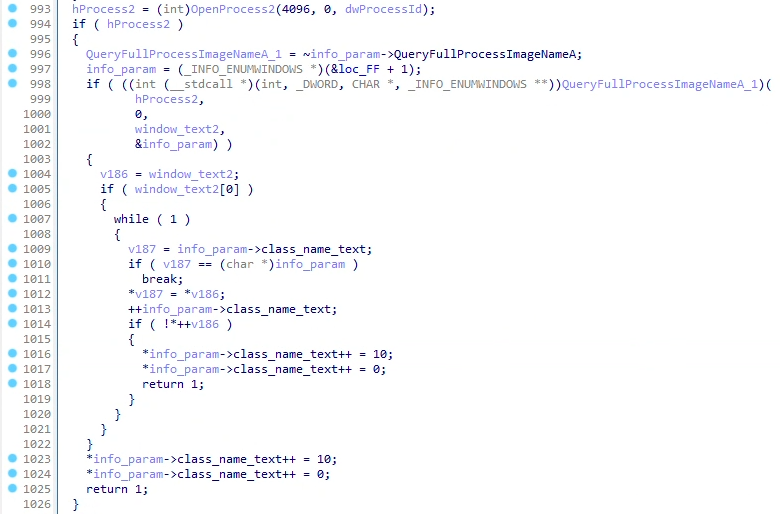 993 hProcess2 = (int)OpenProcess2(4096, 0, dwProcessId);
994 if ( hProcess2 )
995 {
996 QueryFullProcessImageNameA_1 = ~info_param->QueryFullProcessImageNameA;
997 info_param = (_INFO_ENUMWINDOWS *)(&loc_FF + 1);
998 if ( ((int (__stdcall *)(int, _DWORD, CHAR *, _INFO_ENUMWINDOWS **))QueryFullProcessImageNameA_1)(
999 hProcess2,
1000 0,
1001 window_text2,
1002 &info_param) )
1003 {
1004 v186 = window_text2;
1005 if ( window_text2[0] )
1006 {
1007 while ( 1 )
1008 {
1009 v187 = info_param->class_name_text;
1010 if ( v187 == (char *)info_param )
1011 break;
1012 *v187 = *v186;
1013 ++info_param->class_name_text;
1014 if ( !*++v186 )
1015 {
1016 *info_param->class_name_text++ = 10;
1017 *info_param->class_name_text++ = 0;
1018 return 1;
1019 }
1020 }
1021 }
1022 }
1023 *info_param->class_name_text++ = 10;
1024 *info_param->class_name_text++ = 0;
1025 return 1;
1026 }